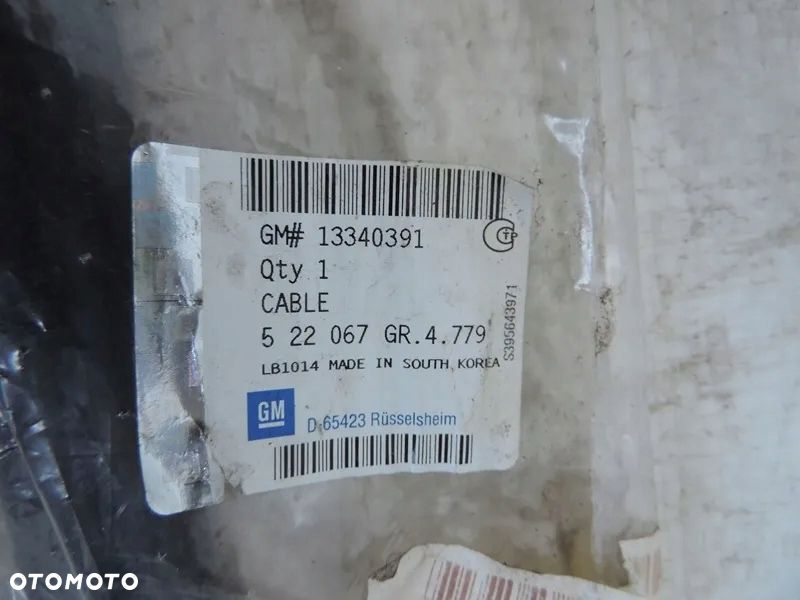 GM# 13340391
Qty 1
CABLE
5 22 067 GR.4.779
LB1014 MADE IN SOUTH KOREA
GM
D-65423 Rüsselsheim
S395643971
OTOMOTO